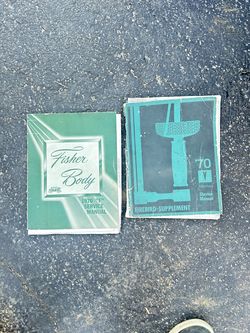 Fisher
Body
1970 "F"
SERVICE
MANUAL
'70
Service
Manual
FIREBIRD-SUPPLEMENT